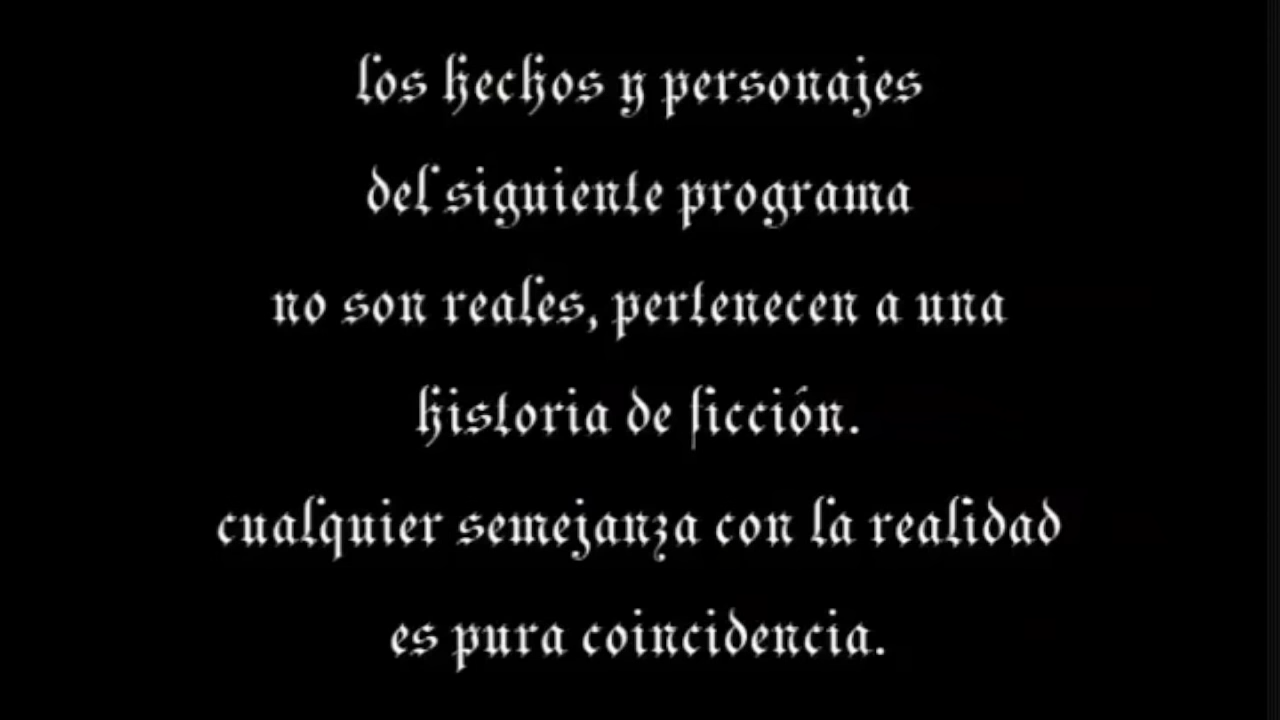 los hechos y personajes
del siguiente programa
no son reales, pertenecen a una
historia de ficción.
cualquier semejanza con la realidad
es pura coincidencia.